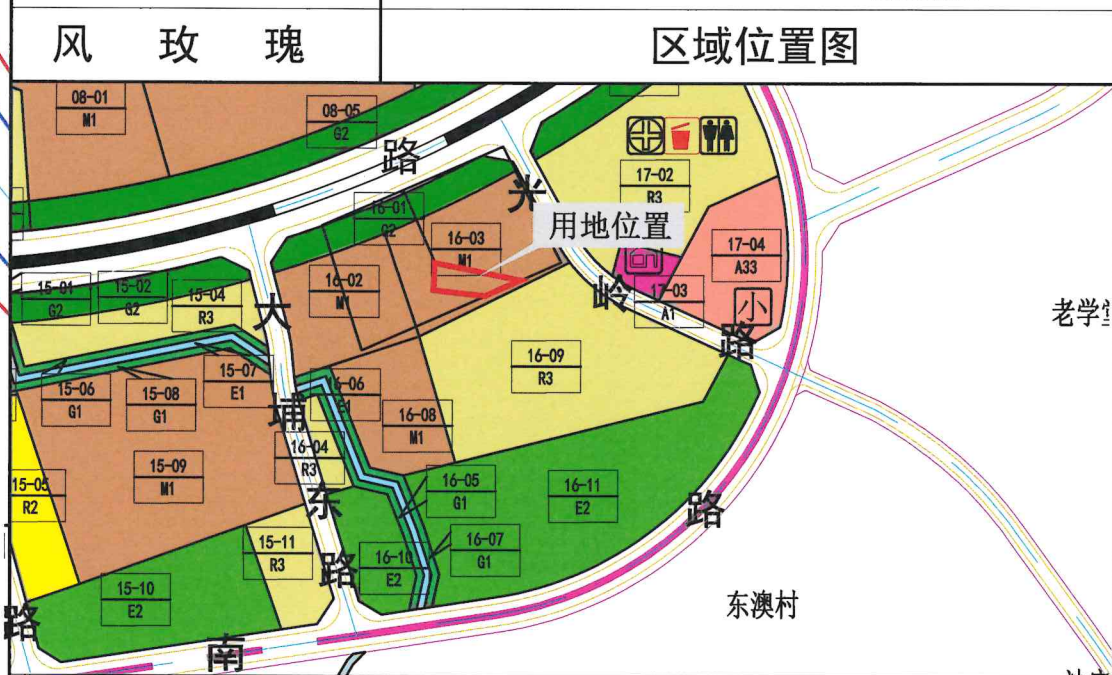 风 玫 瑰
区域位置图
08-01
M1
08-05
G2
路
17-02
R3
光
用地位置
16-01
G2
16-03
M1
17-04
A33
16-02
M1
17-03
A1
岭
小
老学堂
15-01
G2
15-02
G2
15-04
R3
大
路
16-09
R3
15-06
G1
15-08
G1
15-07
E1
16-06
E1
埔
16-08
M1
16-04
R3
15-09
M1
15-05
R2
16-05
G1
16-11
E2
东
路
15-11
R3
16-10
E2
16-07
G1
路
15-10
E2
东澳村
路
南